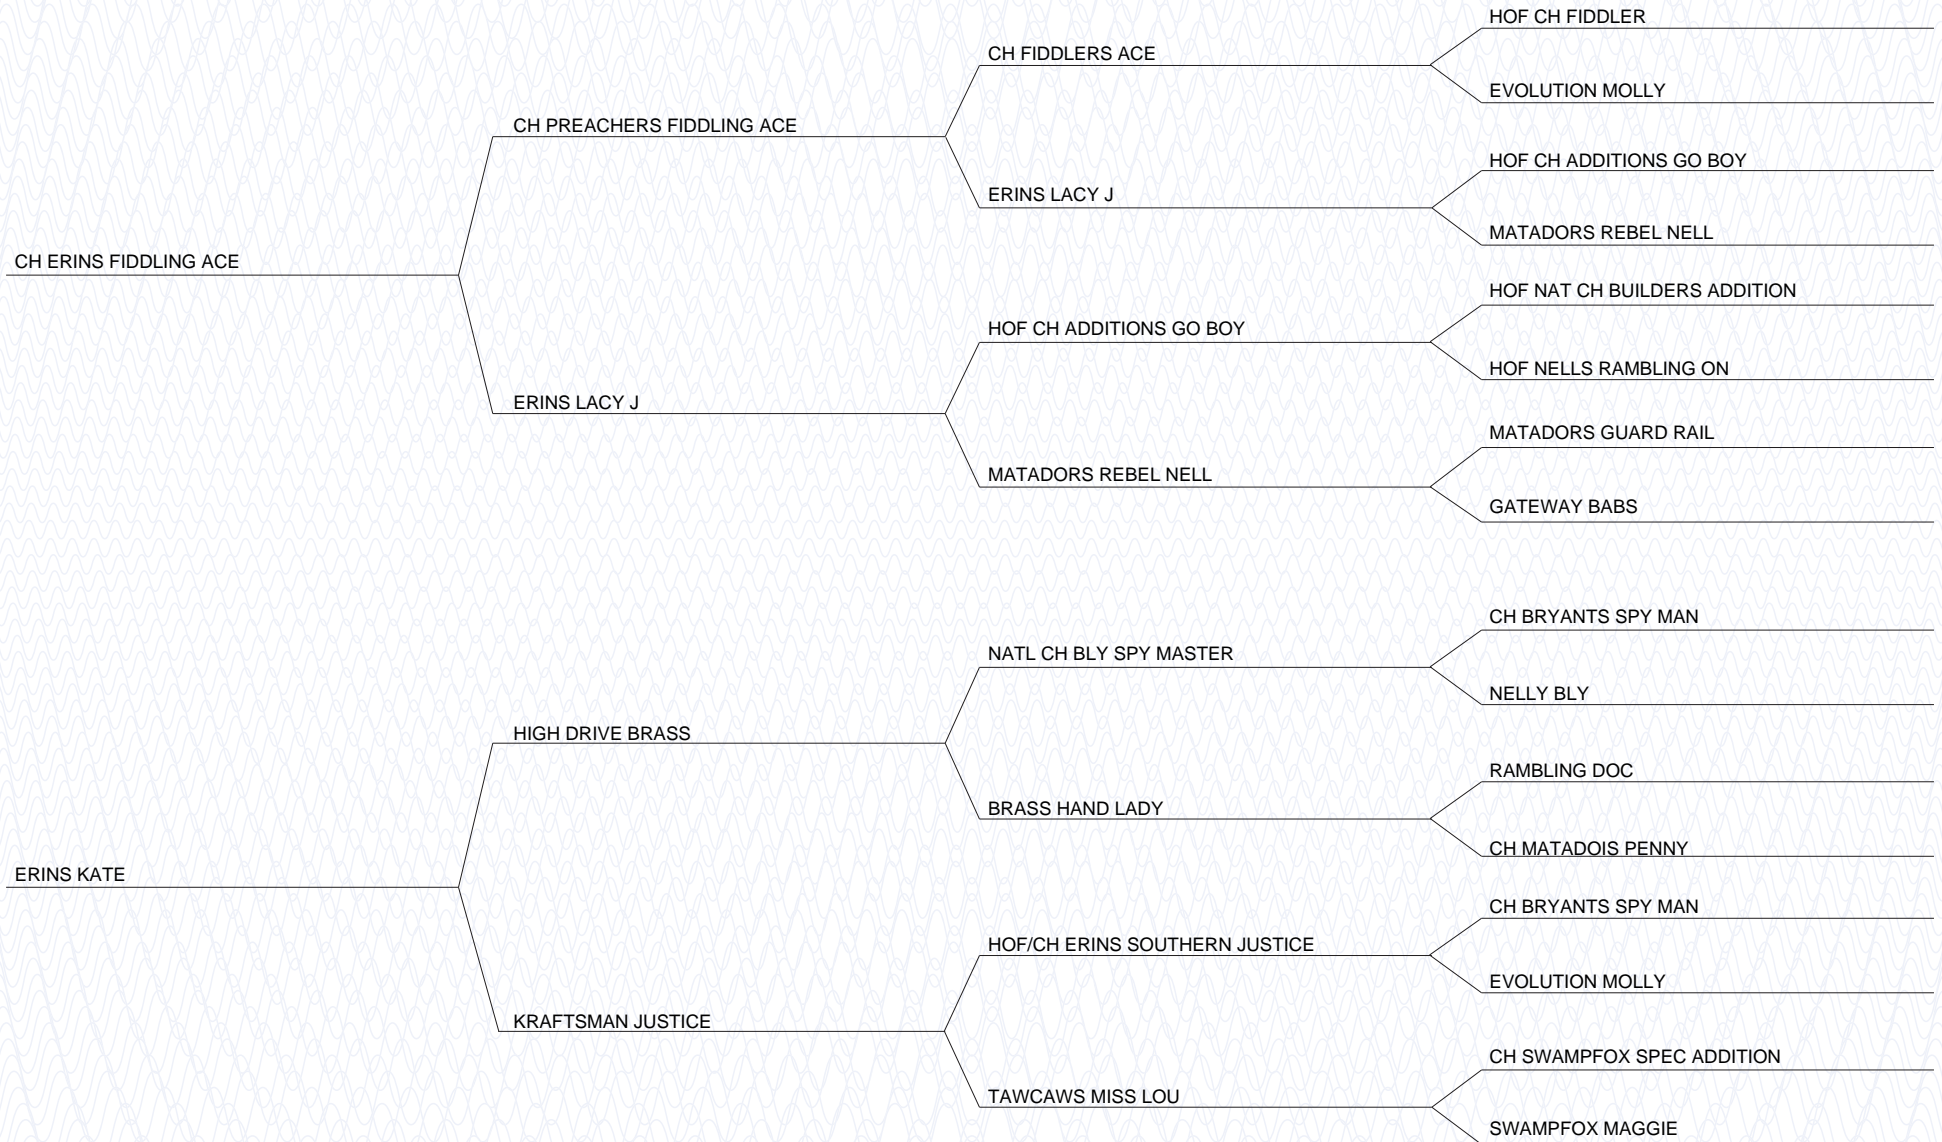 HOF CH FIDDLER
CH FIDDLERS ACE
EVOLUTION MOLLY
CH PREACHERS FIDDLING ACE
HOF CH ADDITIONS GO BOY
ERINS LACY J
MATADORS REBEL NELL
CH ERINS FIDDLING ACE
HOF NAT CH BUILDERS ADDITION
HOF CH ADDITIONS GO BOY
HOF NELLS RAMBLING ON
ERINS LACY J
MATADORS GUARD RAIL
MATADORS REBEL NELL
GATEWAY BABS
CH BRYANTS SPY MAN
NATL CH BLY SPY MASTER
NELLY BLY
HIGH DRIVE BRASS
RAMBLING DOC
BRASS HAND LADY
CH MATADOIS PENNY
ERINS KATE
CH BRYANTS SPY MAN
HOF/CH ERINS SOUTHERN JUSTICE
EVOLUTION MOLLY
KRAFTSMAN JUSTICE
CH SWAMPFOX SPEC ADDITION
TAWCAWS MISS LOU
SWAMPFOX MAGGIE